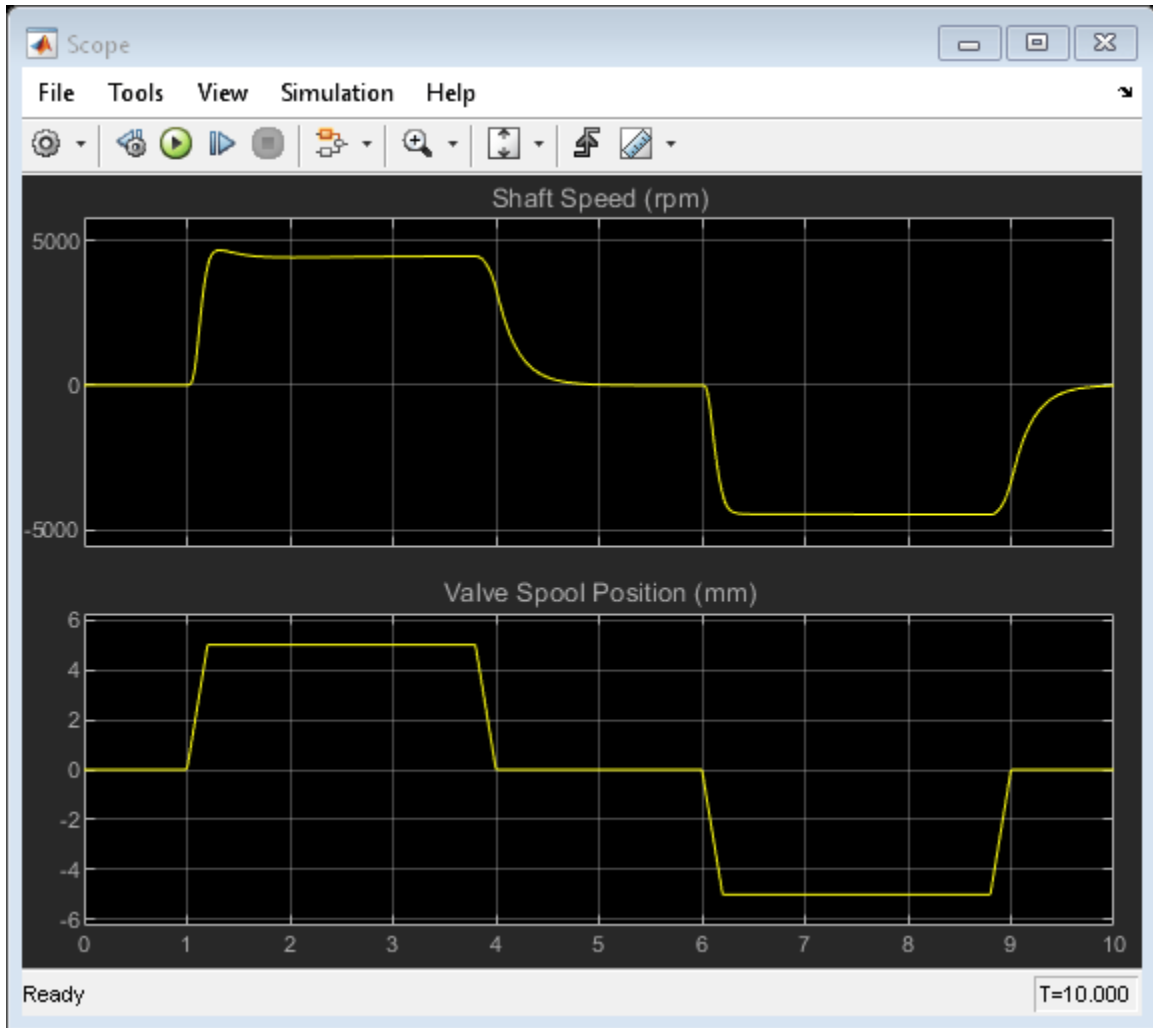 Scope
File Tools View Simulation Help
Shaft Speed (rpm)
5000
0
-5000
Valve Spool Position (mm)
6
4
2
0
-2
-4
-6
0 1 2 3 4 5 6 7 8 9 10
Ready T=10.000